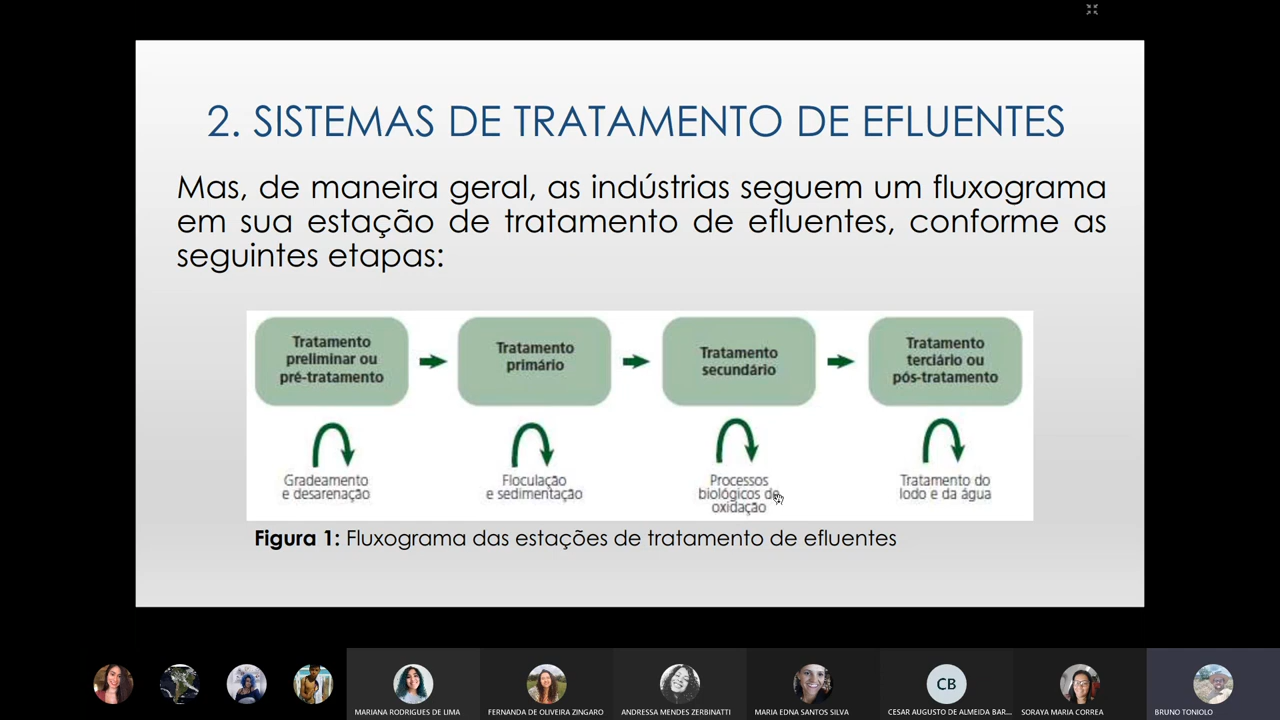 2. SISTEMAS DE TRATAMENTO DE EFLUENTES
Mas, de maneira geral, as indústrias seguem um fluxograma
em sua estação de tratamento de efluentes, conforme as
seguintes etapas:
Tratamento
preliminar ou
pré-tratamento
Tratamento
primário
Tratamento
secundário
Tratamento
terciário ou
pós-tratamento
Gradeamento
e desarenação
Floculação
e sedimentação
Processos
biológicos de
oxidação
Tratamento do
lodo e da água
Figura 1: Fluxograma das estações de tratamento de efluentes
CB
MARIANA RODRIGUES DE LIMA
FERNANDA DE OLIVEIRA ZINGARO
ANDRESSA MENDES ZERBINATTI
MARIA EDNA SANTOS SILVA
CESAR AUGUSTO DE ALMEIDA BAR...
SORAYA MARIA CORREA
BRUNO TONIOLO